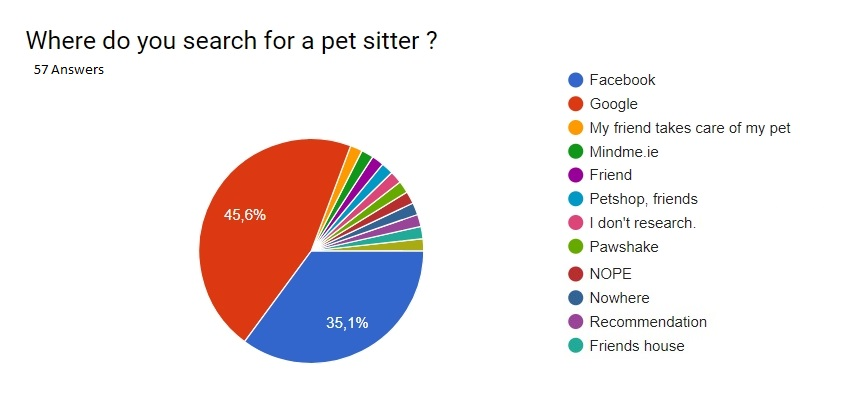 Where do you search for a pet sitter ?
57 Answers
45,6%
35,1%
Facebook
Google
My friend takes care of my pet
Mindme.ie
Friend
Petshop, friends
I don't research.
Pawshake
NOPE
Nowhere
Recommendation
Friends house